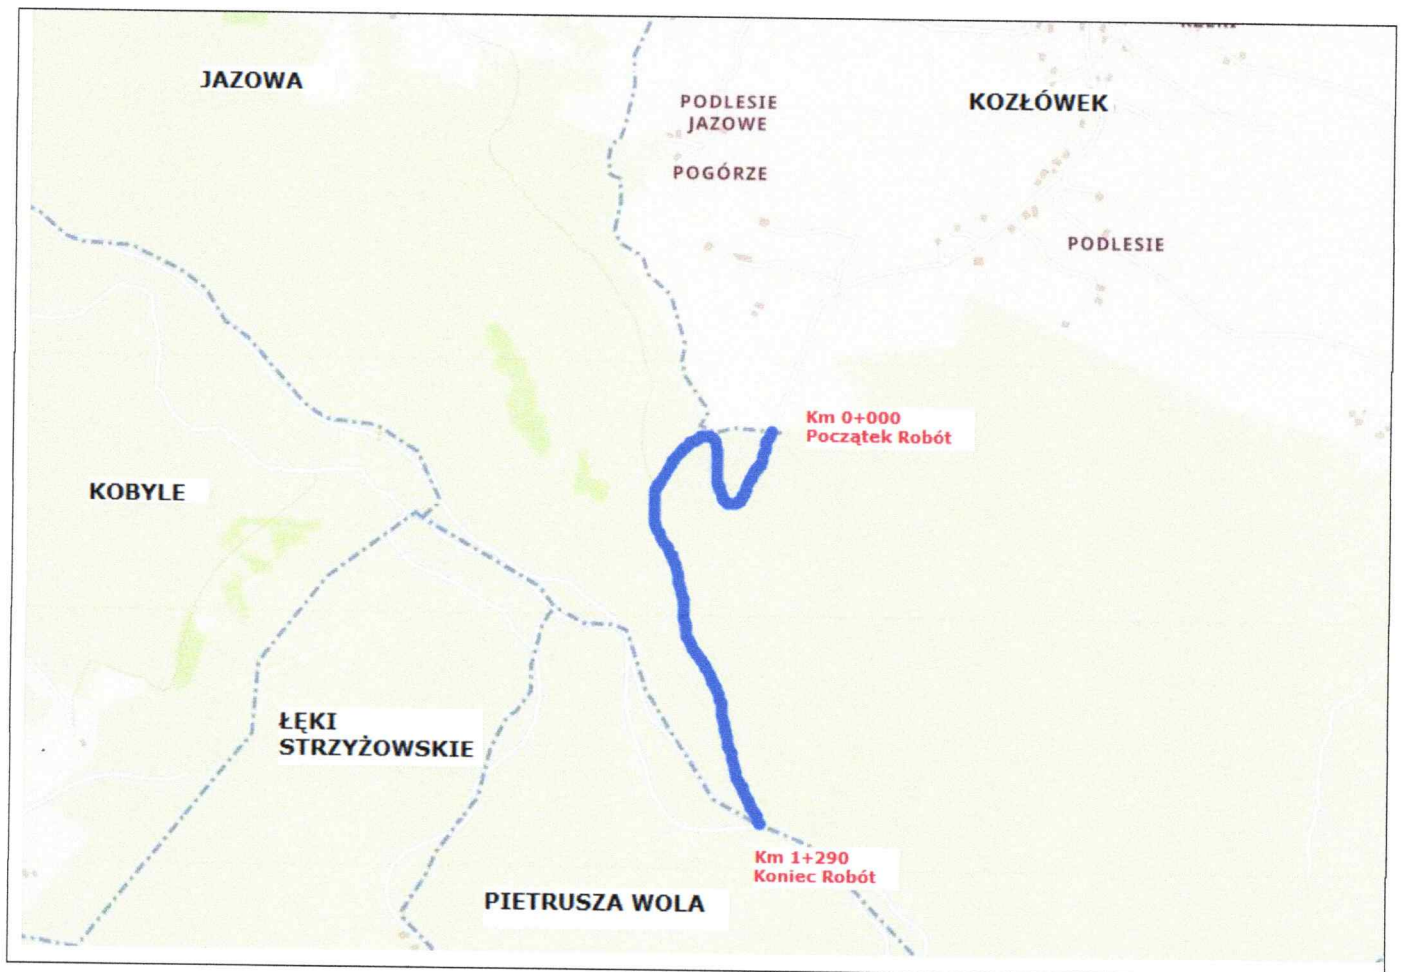 JAZOWA
PODLESIE
JAZOWE
KOZŁÓWEK
POGÓRZE
PODLESIE
Km 0+000
Początek Robót
KOBYLE
ŁĘKI
STRZYŻOWSKIE
Km 1+290
Koniec Robót
PIETRUSZA WOLA